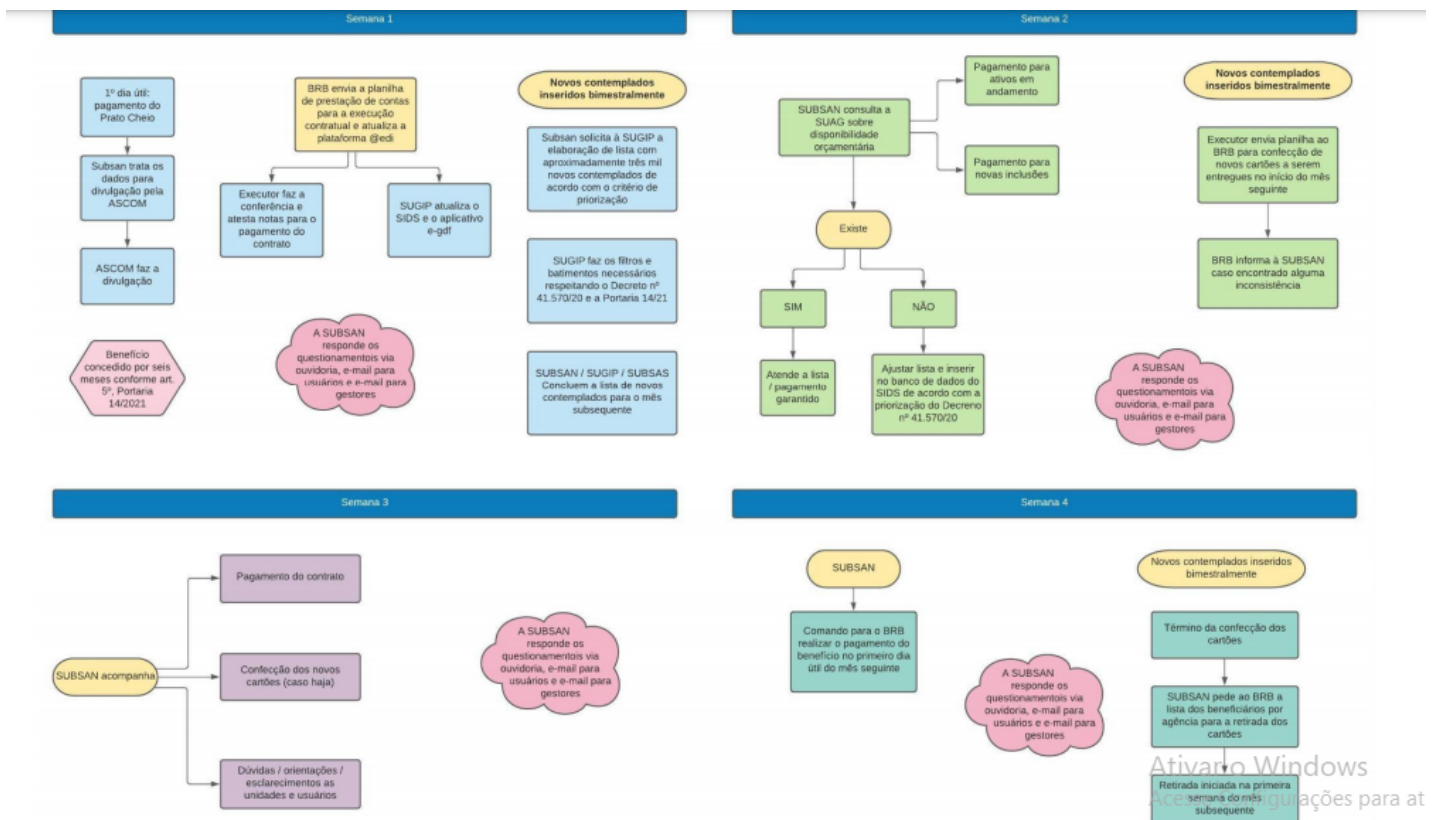 Semana 1
1º dia útil:
pagamento do
Prato Cheio
Subsan trata os
dados para
divulgação pela
ASCOM
ASCOM faz a
divulgação
Benefício
concedido por seis
meses conforme art.
5º, Portaria
14/2021
BRB envia a planilha
de prestação de contas
para a execução
contratual e atualiza a
plataforma @edi
Executor faz a
conferência e
atesta notas para o
pagamento do
contrato
SUGIP atualiza o
SIDS e o aplicativo
e-gdf
A SUBSAN
responde os
questionamentois via
ouvidoria, e-mail para
usuários e e-mail para
gestores
Novos contemplados
inseridos bimestralmente
Subsan solicita à SUGIP a
elaboração de lista com
aproximadamente três mil
novos contemplados de
acordo com o critério de
priorização
SUGIP faz os filtros e
batimentos necessários
respeitando o Decreto nº
41.570/20 e a Portaria 14/21
SUBSAN / SUGIP / SUBSAS
Concluem a lista de novos
contemplados para o mês
subsequente
Semana 2
SUBSAN consulta a
SUAG sobre
disponibilidade
orçamentária
Pagamento para
ativos em
andamento
Pagamento para
novas inclusões
Existe
SIM
NÃO
Atende a lista
/ pagamento
garantido
Ajustar lista e inserir
no banco de dados do
SIDS de acordo com a
priorização do Decreno
nº 41.570/20
Novos contemplados
inseridos bimestralmente
Executor envia planilha ao
BRB para confecção de
novos cartões a serem
entregues no início do mês
seguinte
BRB informa à SUBSAN
caso encontrado alguma
inconsistência
A SUBSAN
responde os
questionamentois via
ouvidoria, e-mail para
usuários e e-mail para
gestores
Semana 3
SUBSAN acompanha
Pagamento do contrato
Confecção dos novos
cartões (caso haja)
Dúvidas / orientações /
esclarecimentos as
unidades e usuários
A SUBSAN
responde os
questionamentois via
ouvidoria, e-mail para
usuários e e-mail para
gestores
Semana 4
SUBSAN
Comando para o BRB
realizar o pagamento do
benefício no primeiro dia
útil do mês seguinte
A SUBSAN
responde os
questionamentois via
ouvidoria, e-mail para
usuários e e-mail para
gestores
Novos contemplados inseridos
bimestralmente
Término da confecção dos
cartões
SUBSAN pede ao BRB a
lista dos beneficiários por
agência para a retirada dos
cartões
Retirada iniciada na primeira
semana do mês
subsequente
Ativar o Windows
Acesse Configurações para at